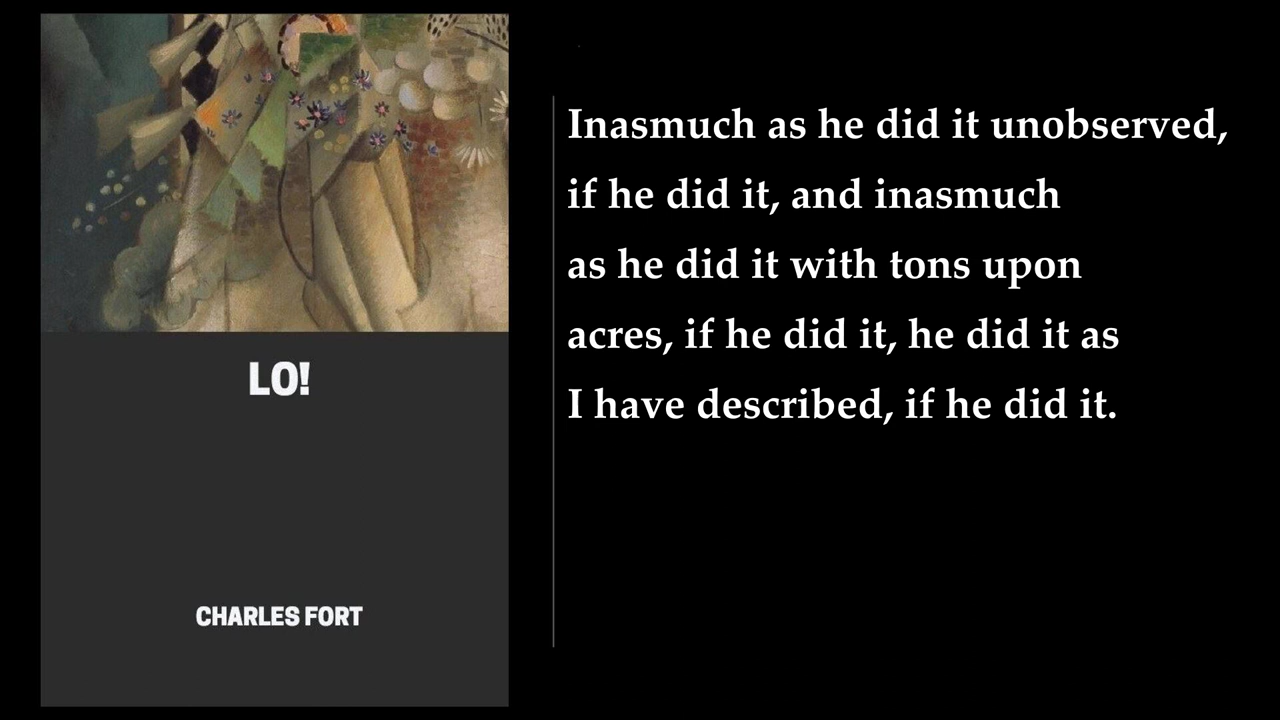 LO!
CHARLES FORT
Inasmuch as he did it unobserved,
if he did it, and inasmuch
as he did it with tons upon
acres, if he did it, he did it as
I have described, if he did it.